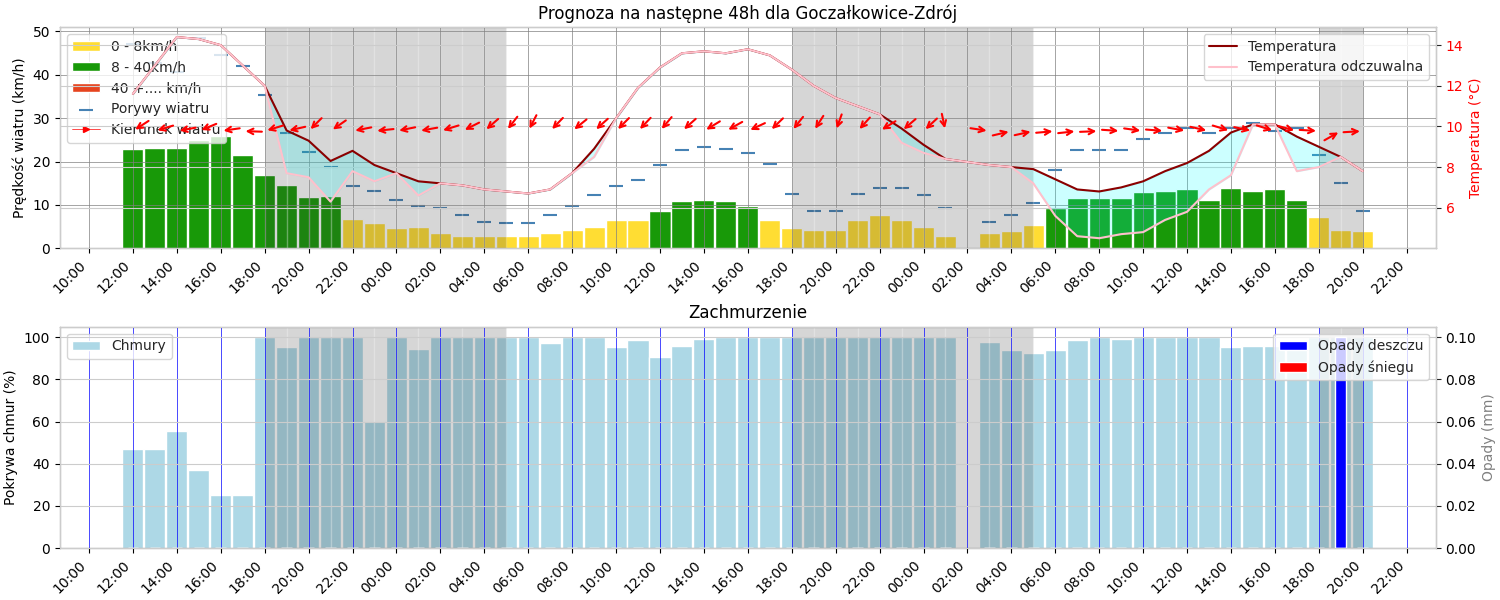 Prognoza na następne 48h dla Goczałkowice-Zdrój
Prędkość wiatru (km/h)
50
40
30
20
10
0
0 - 8km/h
8 - 40km/h
40 +.... km/h
Porywy wiatru
Kierunek wiatru
Temperatura
Temperatura odczuwalna
14
12
10
8
6
Temperatura (°C)
10:00 12:00 14:00 16:00 18:00 20:00 22:00 00:00 02:00 04:00 06:00 08:00 10:00 12:00 14:00 16:00 18:00 20:00 22:00 00:00 02:00 04:00 06:00 08:00 10:00 12:00 14:00 16:00 18:00 20:00 22:00
Zachmurzenie
Pokrywa chmur (%)
100
80
60
40
20
0
Chmury
Opady deszczu
Opady śniegu
0.10
0.08
0.06
0.04
0.02
0.00
Opady (mm)
10:00 12:00 14:00 16:00 18:00 20:00 22:00 00:00 02:00 04:00 06:00 08:00 10:00 12:00 14:00 16:00 18:00 20:00 22:00 00:00 02:00 04:00 06:00 08:00 10:00 12:00 14:00 16:00 18:00 20:00 22:00